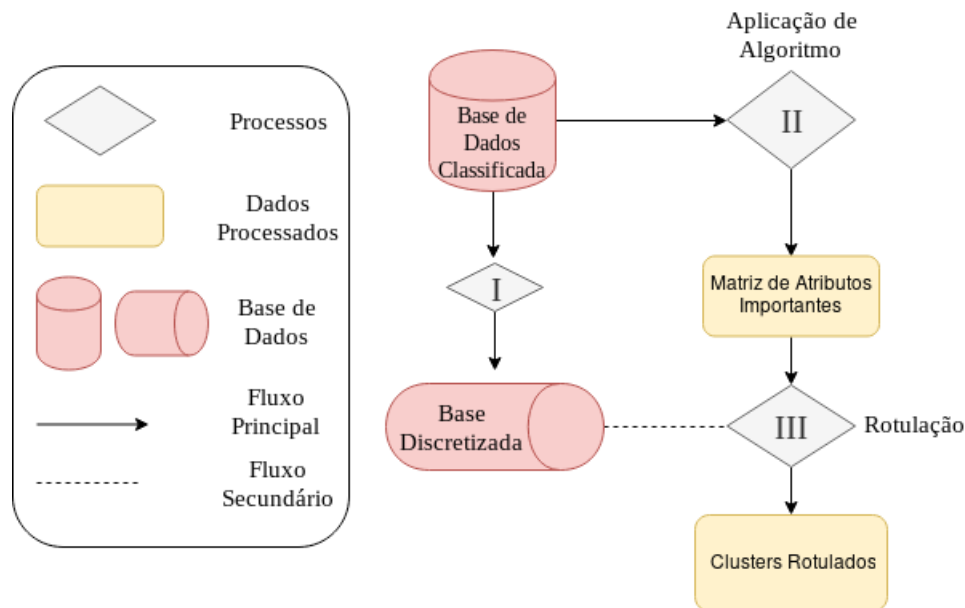 Processos
Dados
Processados
Base de
Dados
Fluxo
Principal
Fluxo
Secundário
Base de
Dados
Classificada
Aplicação de
Algoritmo
II
I
Matriz de Atributos
Importantes
Base
Discretizada
III
Rotulação
Clusters Rotulados